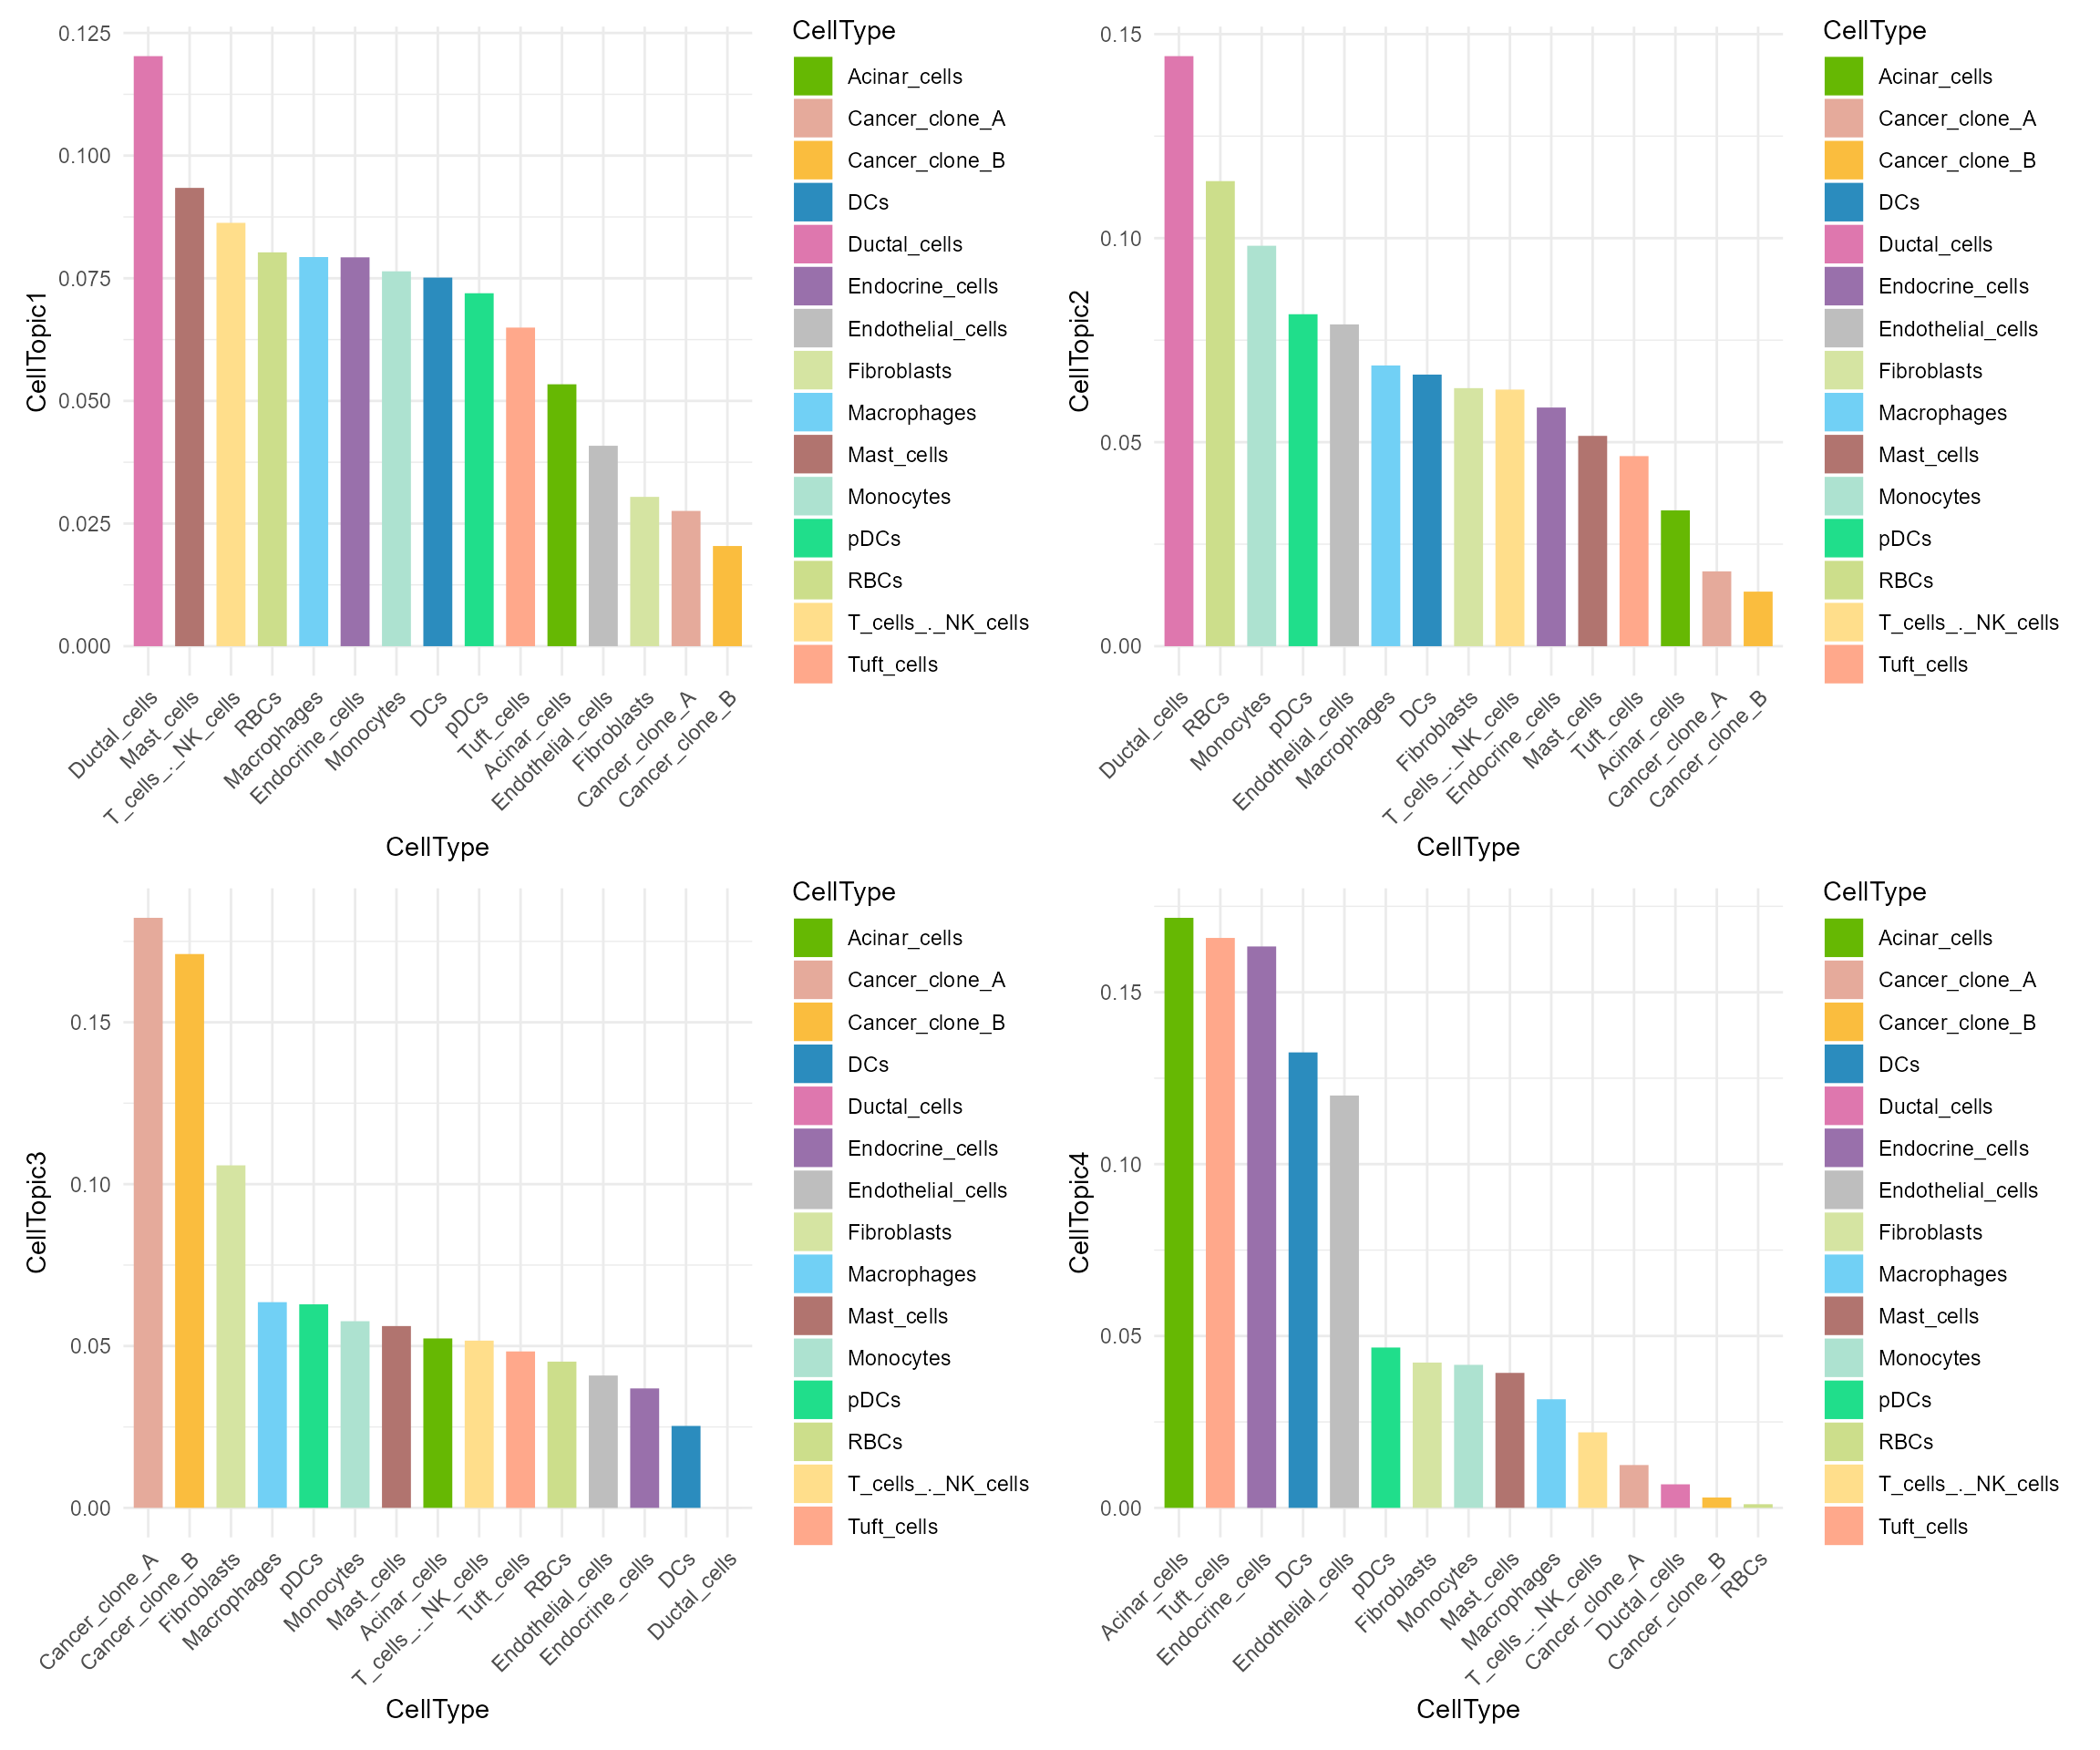 CellTopic1
0.125
0.100
0.075
0.050
0.025
0.000
Ductal_cells
Mast_cells
T_cells_._NK_cells
RBCs
Macrophages
Endocrine_cells
Monocytes
DCs
pDCs
Tuft_cells
Acinar_cells
Endothelial_cells
Fibroblasts
Cancer_clone_A
Cancer_clone_B
CellType
CellType
Acinar_cells
Cancer_clone_A
Cancer_clone_B
DCs
Ductal_cells
Endocrine_cells
Endothelial_cells
Fibroblasts
Macrophages
Mast_cells
Monocytes
pDCs
RBCs
T_cells_._NK_cells
Tuft_cells
CellTopic2
0.15
0.10
0.05
0.00
Ductal_cells
RBCs
Monocytes
pDCs
Endothelial_cells
Macrophages
DCs
Fibroblasts
T_cells_._NK_cells
Endocrine_cells
Mast_cells
Tuft_cells
Acinar_cells
Cancer_clone_A
Cancer_clone_B
CellType
CellType
Acinar_cells
Cancer_clone_A
Cancer_clone_B
DCs
Ductal_cells
Endocrine_cells
Endothelial_cells
Fibroblasts
Macrophages
Mast_cells
Monocytes
pDCs
RBCs
T_cells_._NK_cells
Tuft_cells
CellTopic3
0.15
0.10
0.05
0.00
Cancer_clone_A
Cancer_clone_B
Fibroblasts
Macrophages
pDCs
Monocytes
Mast_cells
Acinar_cells
T_cells_._NK_cells
Tuft_cells
RBCs
Endothelial_cells
Endocrine_cells
DCs
Ductal_cells
CellType
CellType
Acinar_cells
Cancer_clone_A
Cancer_clone_B
DCs
Ductal_cells
Endocrine_cells
Endothelial_cells
Fibroblasts
Macrophages
Mast_cells
Monocytes
pDCs
RBCs
T_cells_._NK_cells
Tuft_cells
CellTopic4
0.15
0.10
0.05
0.00
Acinar_cells
Tuft_cells
Endocrine_cells
DCs
Endothelial_cells
pDCs
Fibroblasts
Monocytes
Mast_cells
Macrophages
T_cells_._NK_cells
Cancer_clone_A
Ductal_cells
Cancer_clone_B
RBCs
CellType
CellType
Acinar_cells
Cancer_clone_A
Cancer_clone_B
DCs
Ductal_cells
Endocrine_cells
Endothelial_cells
Fibroblasts
Macrophages
Mast_cells
Monocytes
pDCs
RBCs
T_cells_._NK_cells
Tuft_cells